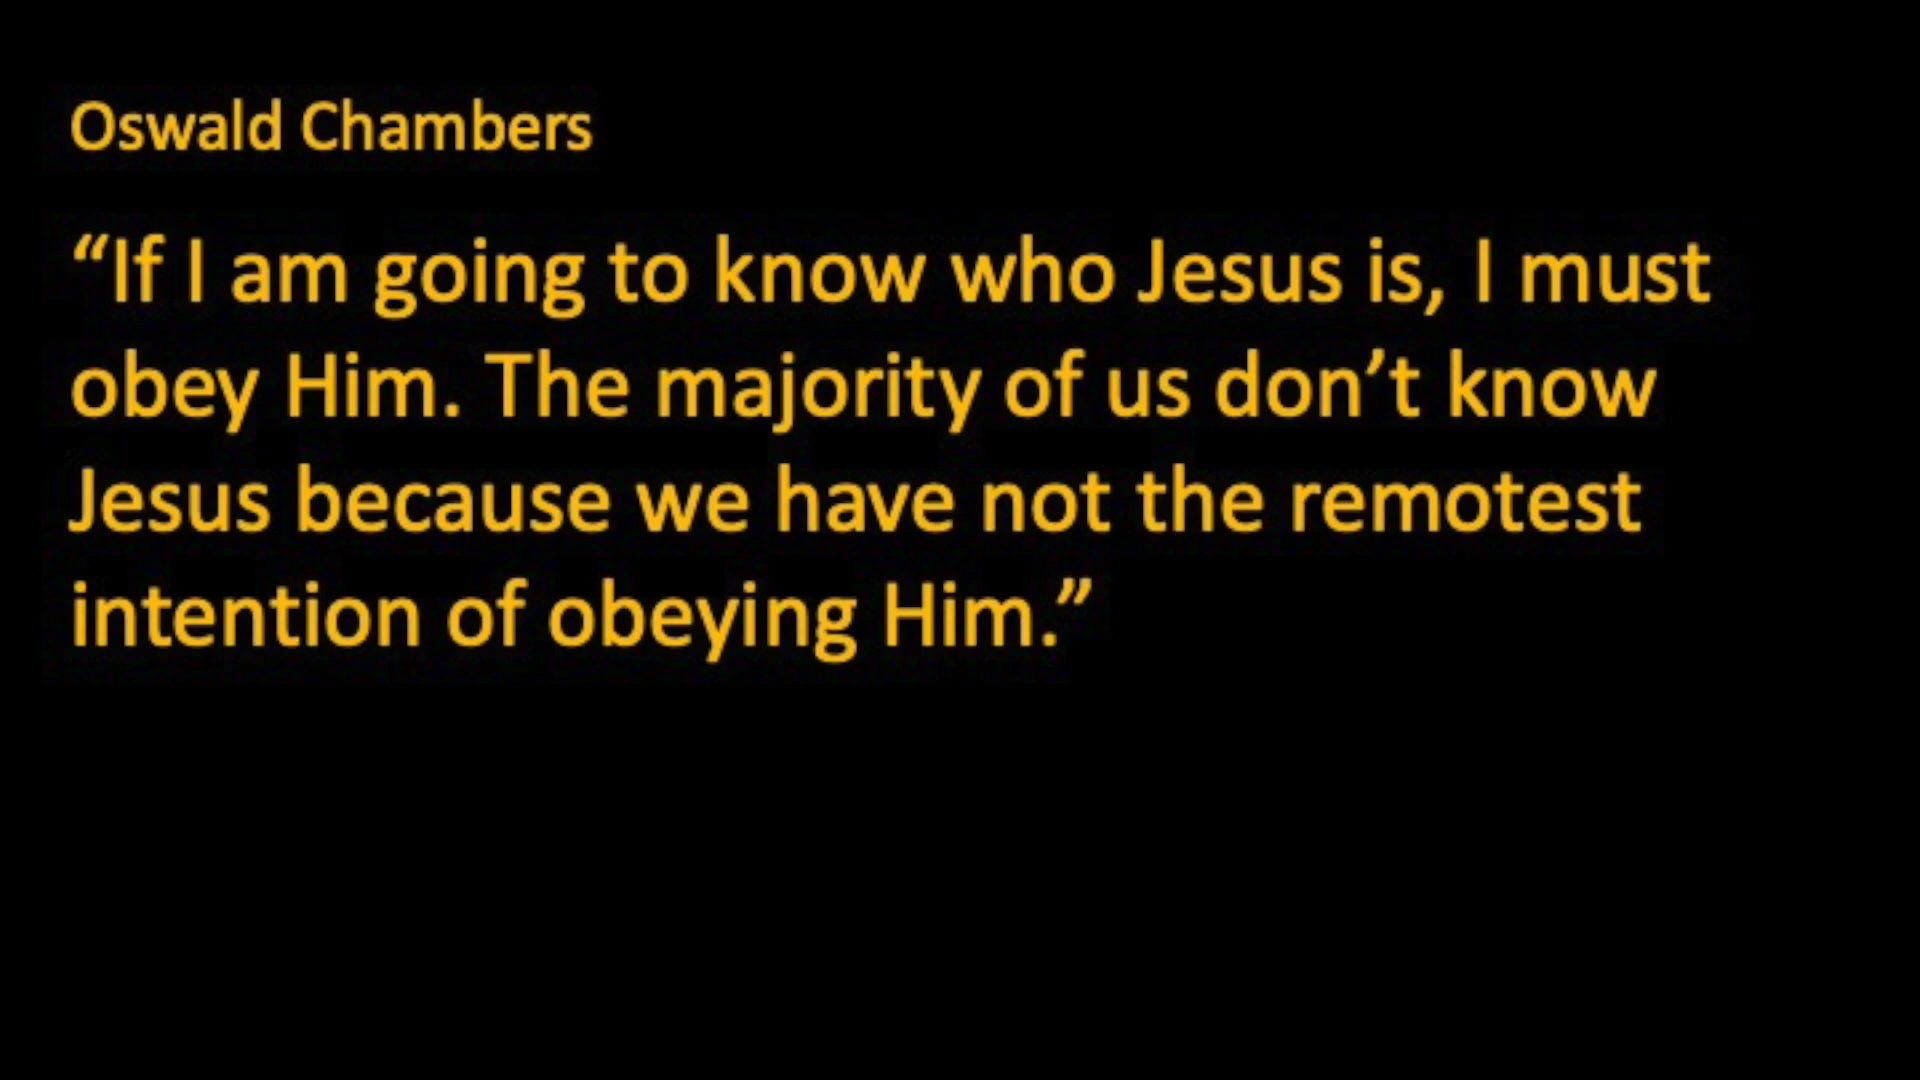 Oswald Chambers
“If I am going to know who Jesus is, I must
obey Him. The majority of us don’t know
Jesus because we have not the remotest
intention of obeying Him.”